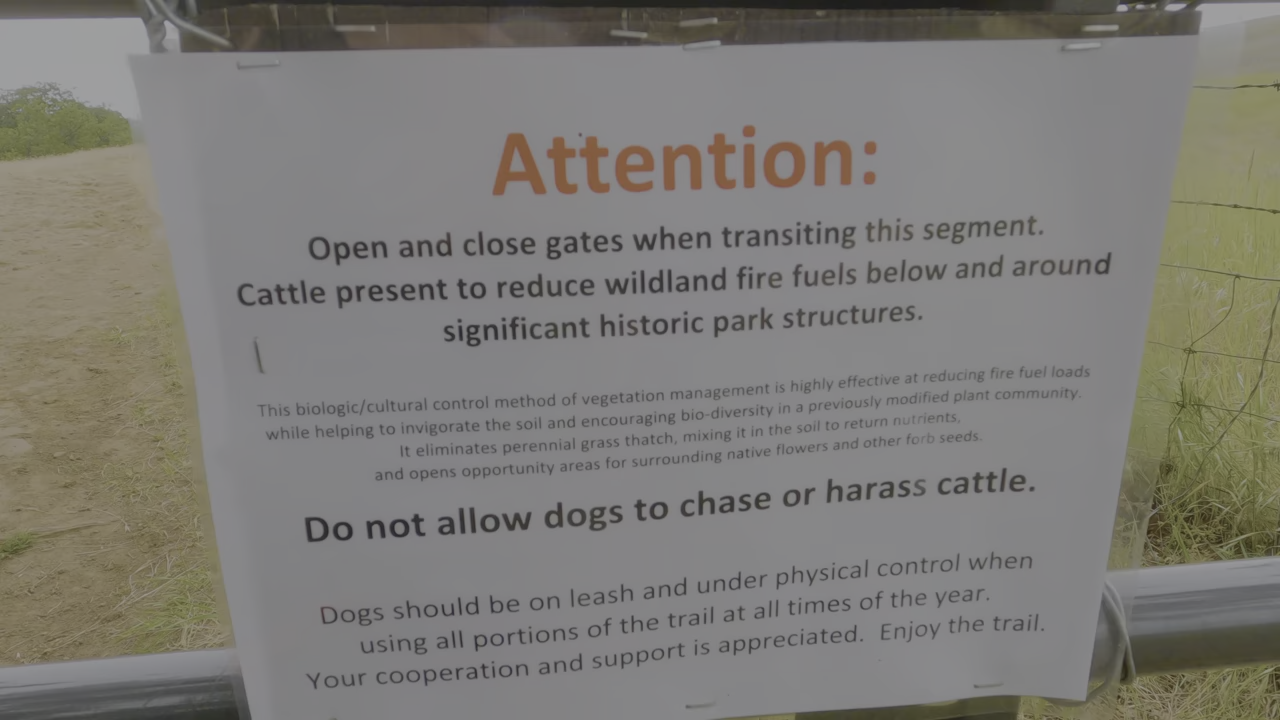 Attention:
Open and close gates when transiting this segment.
Cattle present to reduce wildland fire fuels below and around
significant historic park structures.
This biologic/cultural control method of vegetation management is highly effective at reducing fire fuel loads
while helping to invigorate the soil and encouraging bio-diversity in a previously modified plant community.
It eliminates perennial grass thatch, mixing it in the soil to return nutrients,
and opens opportunity areas for surrounding native flowers and other forb seeds.
Do not allow dogs to chase or harass cattle.
Dogs should be on leash and under physical control when
using all portions of the trail at all times of the year.
Your cooperation and support is appreciated.  Enjoy the trail.